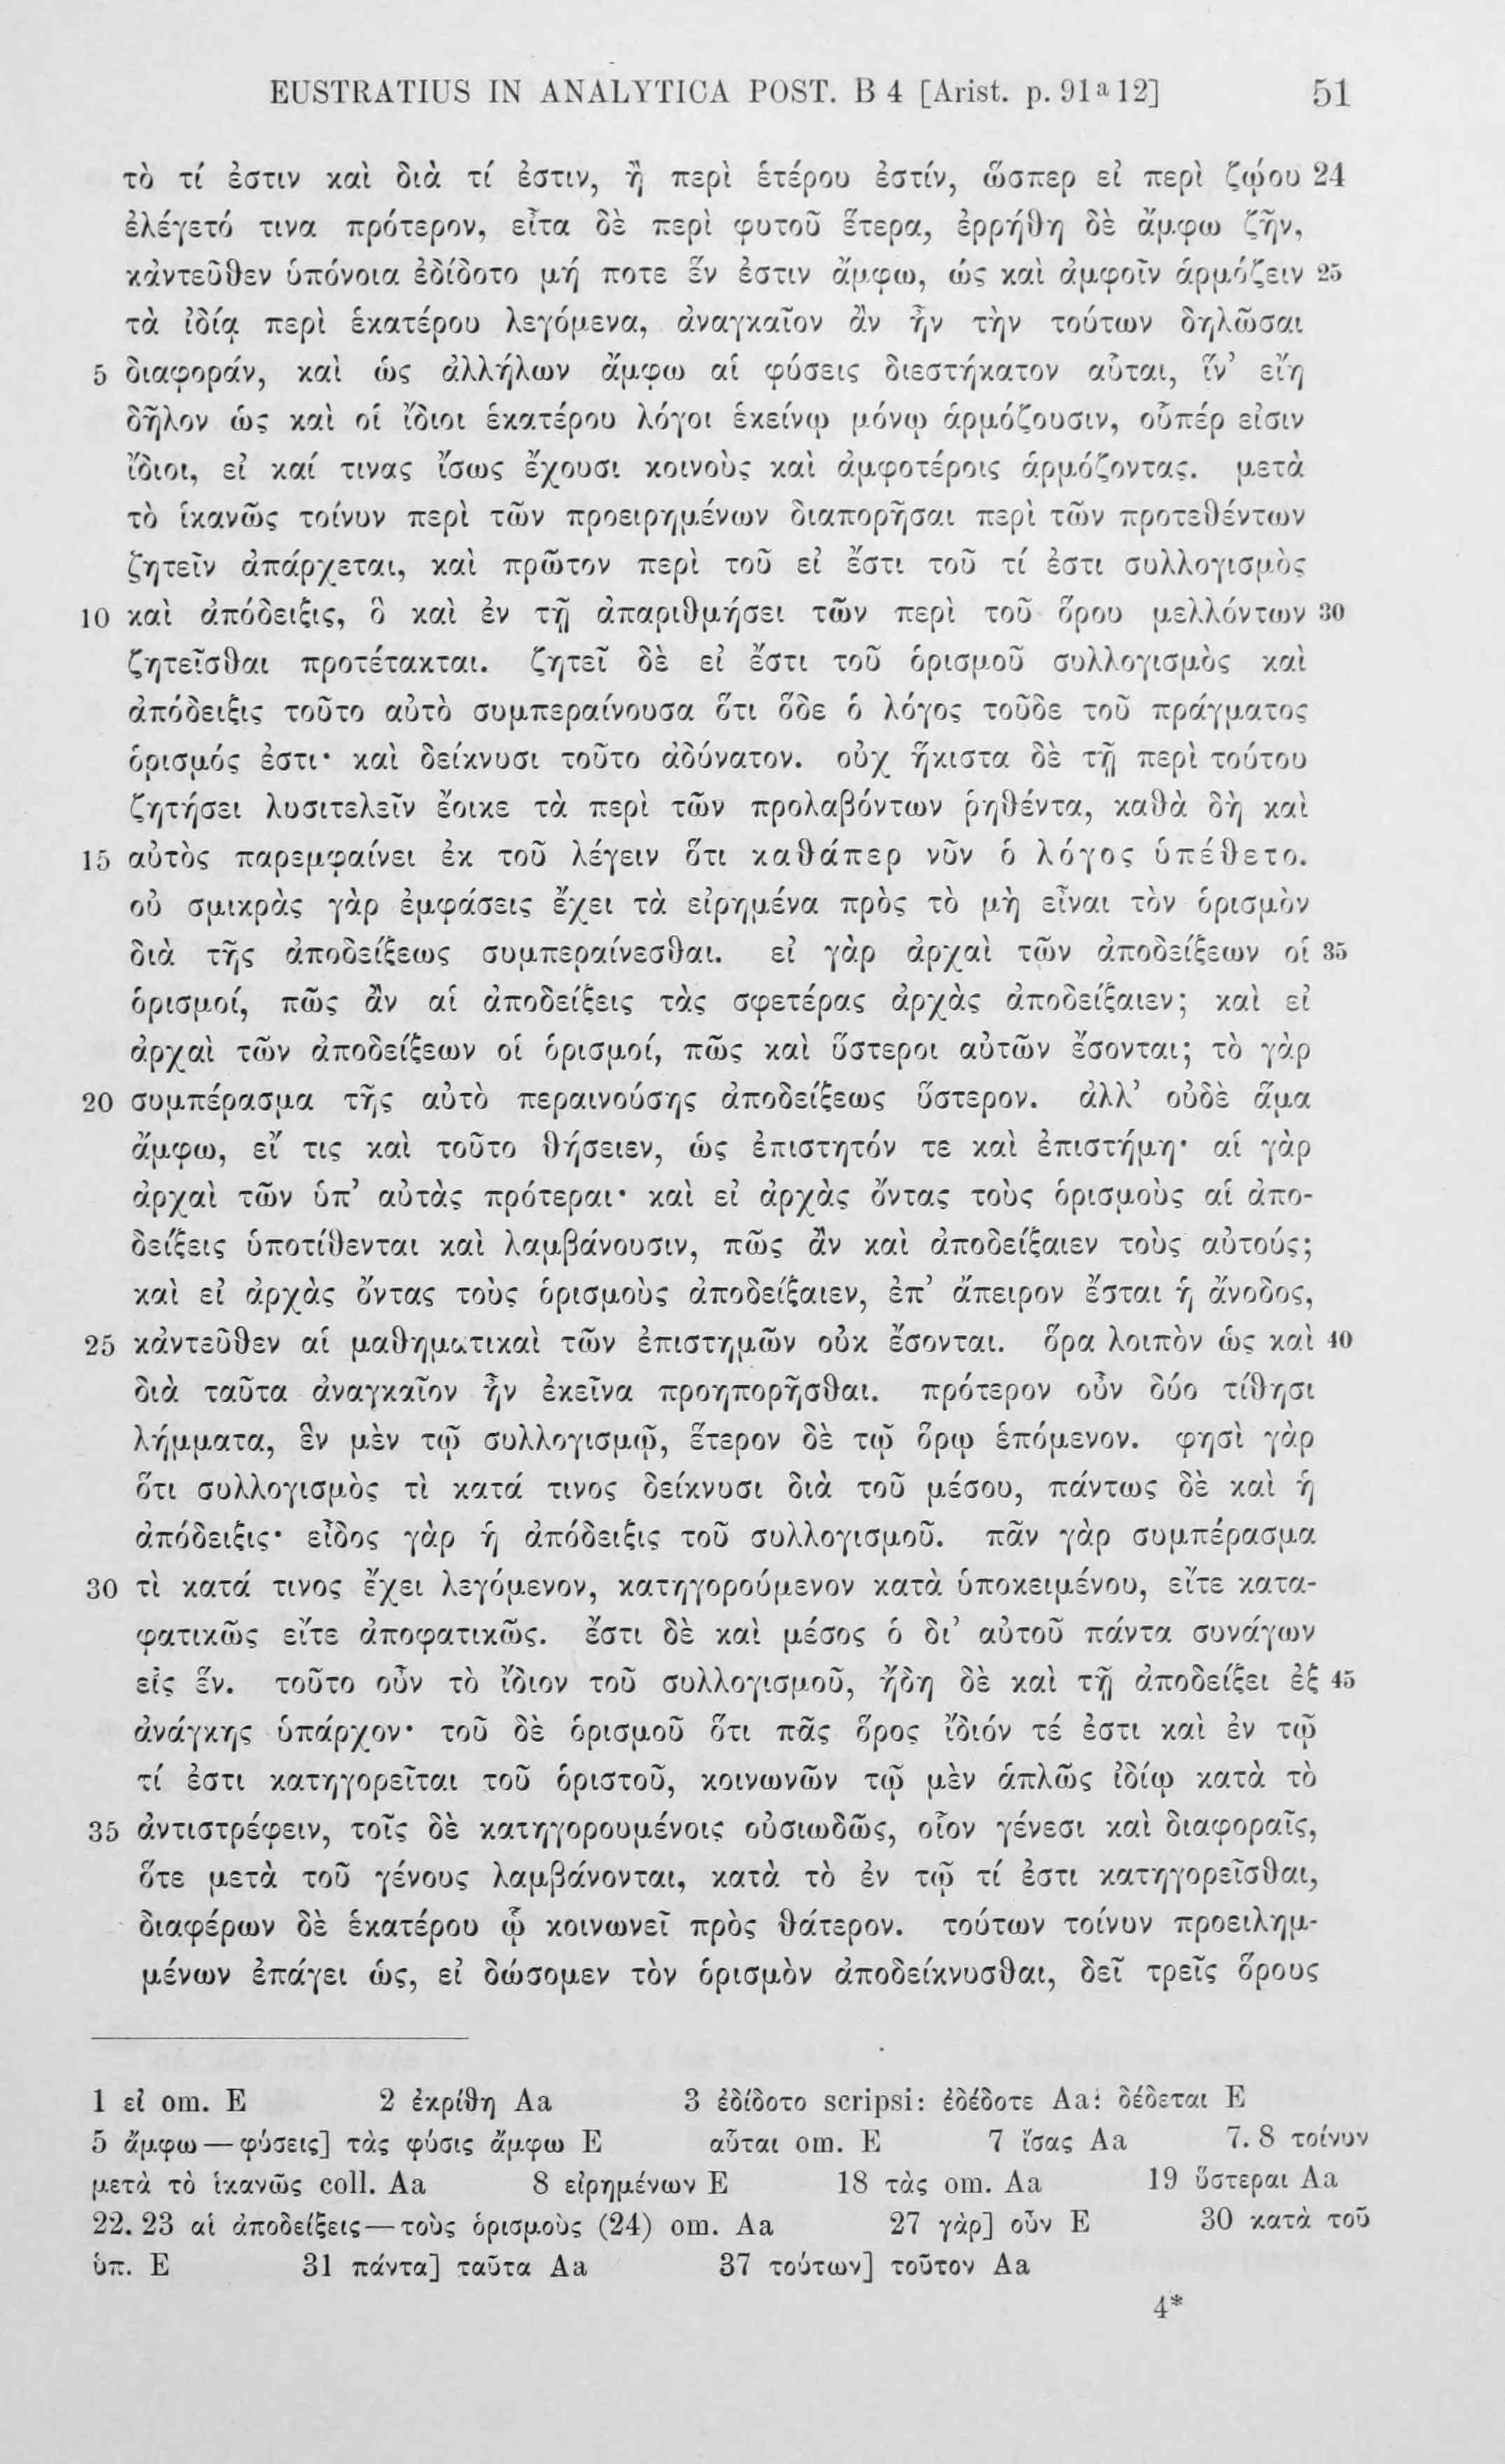 EUSTRATIUS IN ANALYTICA POST. B 4 [Arist. p. 91ª12] 51
τὸ τί ἐστιν καὶ διὰ τί ἐστιν, ἢ περὶ ἑτέρου ἐστίν, ὥσπερ εἰ περὶ ζῴου 24
ἐλέγετό τινα πρότερον, εἶτα δὲ περὶ φυτοῦ ἕτερα, ἐρρήθη δὲ ἄμφω ζῆν,
κἀντεῦθεν ὑπόνοια ἐδίδοτο μή ποτε ἕν ἐστιν ἄμφω, ὡς καὶ ἀμφοῖν ἁρμόζειν 25
τὰ ἰδίᾳ περὶ ἑκατέρου λεγόμενα, ἀναγκαῖον ἂν ἦν τὴν τούτων δηλῶσαι
5 διαφοράν, καὶ ὡς ἀλλήλων ἄμφω αἱ φύσεις διεστήκατον αὗται, ἵν’ εἴη
δῆλον ὡς καὶ οἱ ἴδιοι ἑκατέρου λόγοι ἐκείνῳ μόνῳ ἁρμόζουσιν, οὗπέρ εἰσιν
ἴδιοι, εἰ καί τινας ἴσως ἔχουσι κοινοὺς καὶ ἀμφοτέροις ἁρμόζοντας. μετὰ
τὸ ἱκανῶς τοίνυν περὶ τῶν προειρημένων διαπορῆσαι περὶ τῶν προτεθέντων
ζητεῖν ἀπάρχεται, καὶ πρῶτον περὶ τοῦ εἰ ἔστι τοῦ τί ἐστι συλλογισμὸς
10 καὶ ἀπόδειξις, ὃ καὶ ἐν τῇ ἀπαριθμήσει τῶν περὶ τοῦ ὅρου μελλόντων 30
ζητεῖσθαι προτέτακται. ζητεῖ δὲ εἰ ἔστι τοῦ ὁρισμοῦ συλλογισμὸς καὶ
ἀπόδειξις τοῦτο αὐτὸ συμπεραίνουσα ὅτι ὅδε ὁ λόγος τοῦδε τοῦ πράγματος
ὁρισμός ἐστι· καὶ δείκνυσι τοῦτο ἀδύνατον. οὐχ ἥκιστα δὲ τῇ περὶ τούτου
ζητήσει λυσιτελεῖν ἔοικε τὰ περὶ τῶν προλαβόντων ῥηθέντα, καθὰ δὴ καὶ
15 αὐτὸς παρεμφαίνει ἐκ τοῦ λέγειν ὅτι καθάπερ νῦν ὁ λόγος ὑπέθετο.
οὐ σμικρὰς γὰρ ἐμφάσεις ἔχει τὰ εἰρημένα πρὸς τὸ μὴ εἶναι τὸν ὁρισμὸν
διὰ τῆς ἀποδείξεως συμπεραίνεσθαι. εἰ γὰρ ἀρχαὶ τῶν ἀποδείξεων οἱ 35
ὁρισμοί, πῶς ἂν αἱ ἀποδείξεις τὰς σφετέρας ἀρχὰς ἀποδείξαιεν; καὶ εἰ
ἀρχαὶ τῶν ἀποδείξεων οἱ ὁρισμοί, πῶς καὶ ὕστεροι αὐτῶν ἔσονται; τὸ γὰρ
20 συμπέρασμα τῆς αὐτὸ περαινούσης ἀποδείξεως ὕστερον. ἀλλ’ οὐδὲ ἅμα
ἄμφω, εἴ τις καὶ τοῦτο θήσειεν, ὡς ἐπιστητόν τε καὶ ἐπιστήμη· αἱ γὰρ
ἀρχαὶ τῶν ὑπ’ αὐτὰς πρότεραι· καὶ εἰ ἀρχὰς ὄντας τοὺς ὁρισμοὺς αἱ ἀπο-
δείξεις ὑποτίθενται καὶ λαμβάνουσιν, πῶς ἂν καὶ ἀποδείξαιεν τοὺς αὐτούς;
καὶ εἰ ἀρχὰς ὄντας τοὺς ὁρισμοὺς ἀποδείξαιεν, ἐπ’ ἄπειρον ἔσται ἡ ἄνοδος,
25 κἀντεῦθεν αἱ μαθηματικαὶ τῶν ἐπιστημῶν οὐκ ἔσονται. ὅρα λοιπὸν ὡς καὶ 40
διὰ ταῦτα ἀναγκαῖον ἦν ἐκεῖνα προηπορῆσθαι. πρότερον οὖν δύο τίθησι
λήμματα, ἓν μὲν τῷ συλλογισμῷ, ἕτερον δὲ τῷ ὅρῳ ἑπόμενον. φησὶ γὰρ
ὅτι συλλογισμὸς τὶ κατά τινος δείκνυσι διὰ τοῦ μέσου, πάντως δὲ καὶ ἡ
ἀπόδειξις· εἶδος γὰρ ἡ ἀπόδειξις τοῦ συλλογισμοῦ. πᾶν γὰρ συμπέρασμα
30 τὶ κατά τινος ἔχει λεγόμενον, κατηγορούμενον κατὰ ὑποκειμένου, εἴτε κατα-
φατικῶς εἴτε ἀποφατικῶς. ἔστι δὲ καὶ μέσος ὁ δι’ αὐτοῦ πάντα συνάγων
εἰς ἕν. τοῦτο οὖν τὸ ἴδιον τοῦ συλλογισμοῦ, ἤδη δὲ καὶ τῇ ἀποδείξει ἐξ 45
ἀνάγκης ὑπάρχον· τοῦ δὲ ὁρισμοῦ ὅτι πᾶς ὅρος ἴδιόν τέ ἐστι καὶ ἐν τῷ
τί ἐστι κατηγορεῖται τοῦ ὁριστοῦ, κοινωνῶν τῷ μὲν ἁπλῶς ἰδίῳ κατὰ τὸ
35 ἀντιστρέφειν, τοῖς δὲ κατηγορουμένοις οὐσιωδῶς, οἷον γένεσι καὶ διαφοραῖς,
ὅτε μετὰ τοῦ γένους λαμβάνονται, κατὰ τὸ ἐν τῷ τί ἐστι κατηγορεῖσθαι,
διαφέρων δὲ ἑκατέρου ᾧ κοινωνεῖ πρὸς θάτερον. τούτων τοίνυν προειλημ-
μένων ἐπάγει ὡς, εἰ δώσομεν τὸν ὁρισμὸν ἀποδείκνυσθαι, δεῖ τρεῖς ὅρους
1 εἰ om. E 2 ἐκρίθη Aa 3 ἐδίδοτο scripsi: ἐδέδοτε Aa: δέδεται E
5 ἄμφω—φύσεις] τὰς φύσις ἄμφω E αὗται om. E 7 ἴσας Aa 7. 8 τοίνυν
μετὰ τὸ ἱκανῶς coll. Aa 8 εἰρημένων E 18 τὰς om. Aa 19 ὕστεραι Aa
22. 23 αἱ ἀποδείξεις—τοὺς ὁρισμοὺς (24) om. Aa 27 γὰρ] οὖν E 30 κατὰ τοῦ
ὑπ. E 31 πάντα] ταῦτα Aa 37 τούτων] τοῦτον Aa
4*